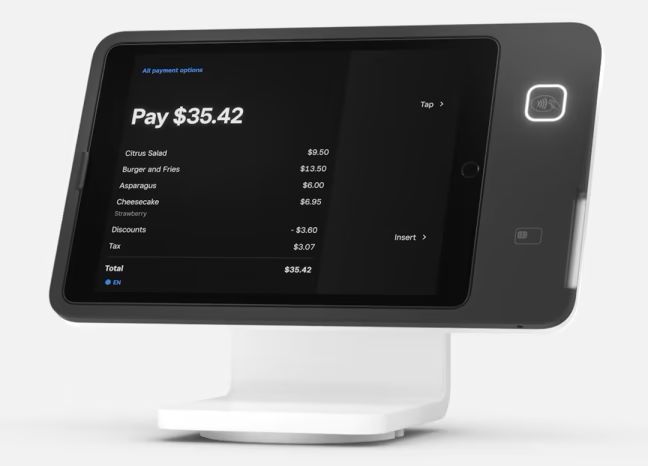 All payment options
Pay $35.42
Tap >
Citrus Salad $9.50
Burger and Fries $13.50
Asparagus $6.00
Cheesecake $6.95
Strawberry
Discounts - $3.60
Insert >
Tax $3.07
Total $35.42
EN